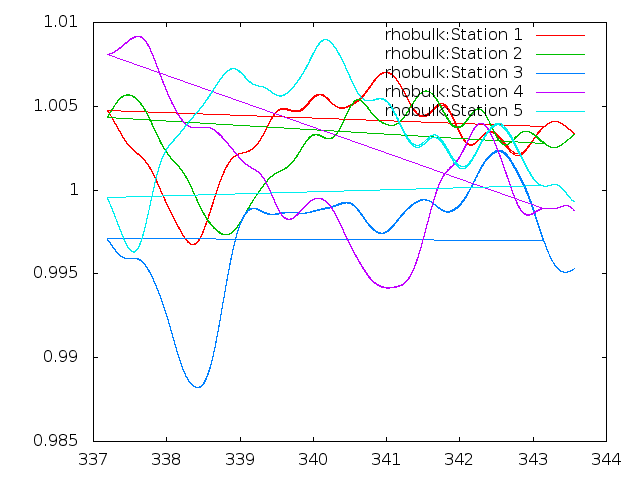 1.01
1.005
1
0.995
0.99
0.985
337 338 339 340 341 342 343 344
rhobulk:Station 1
rhobulk:Station 2
rhobulk:Station 3
rhobulk:Station 4
rhobulk:Station 5